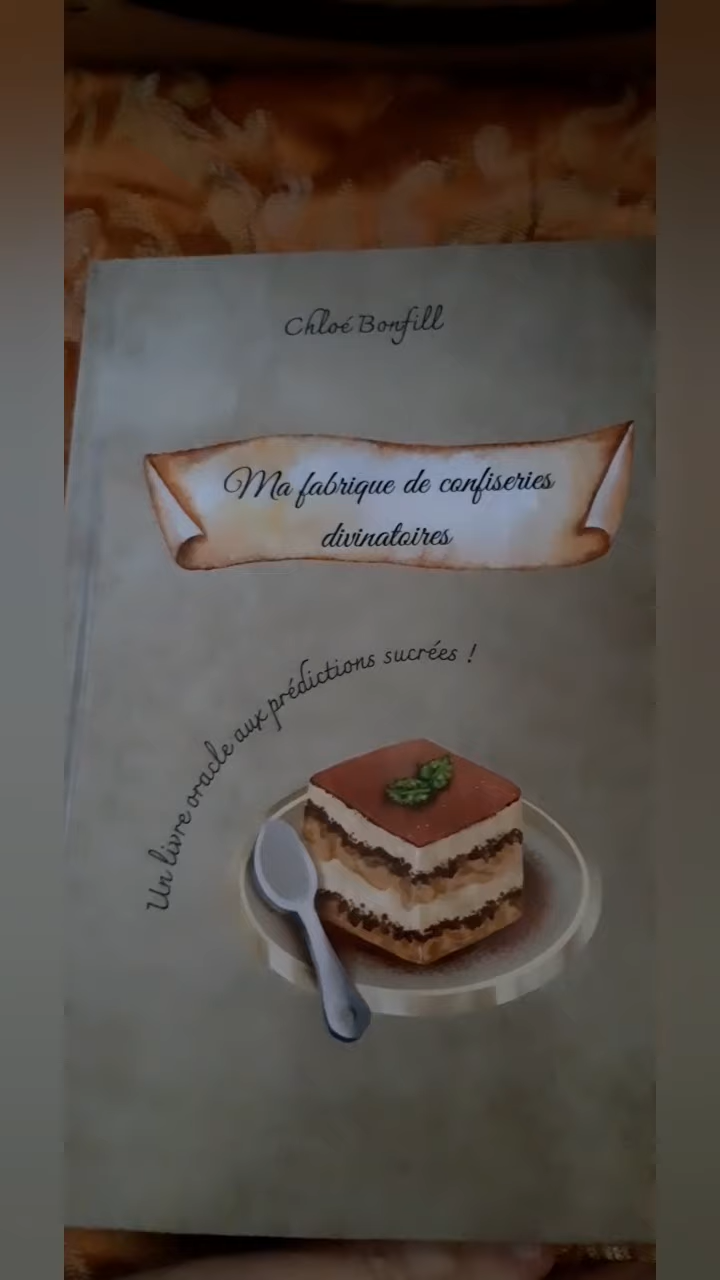 Chloé Bonfill
Ma fabrique de confiseries
divinatoires
Un livre oracle aux prédictions sucrées !